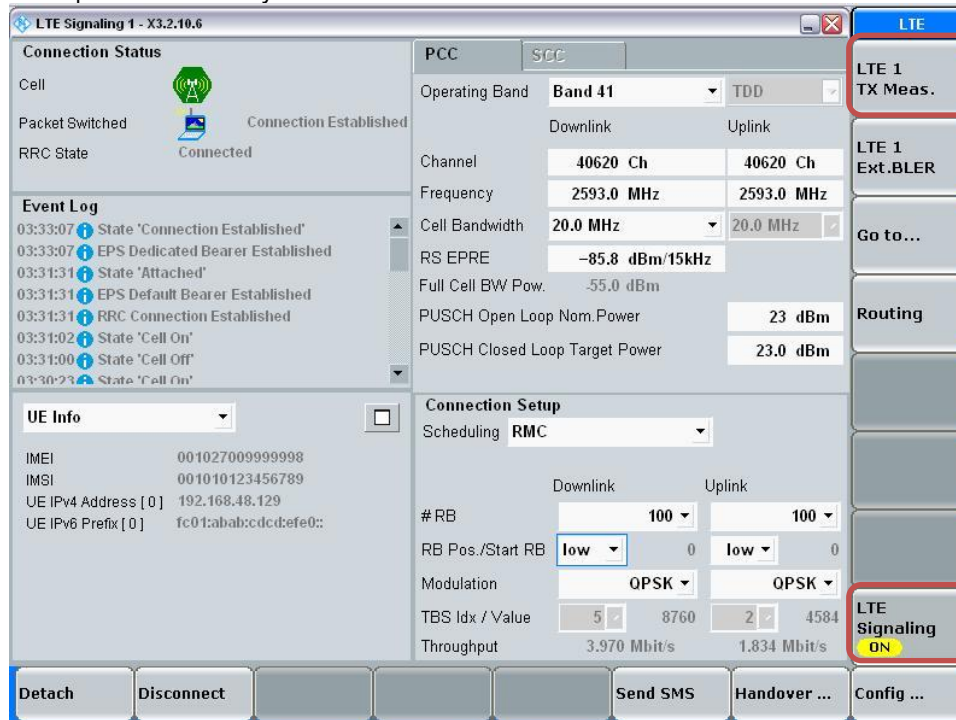 LTE Signaling 1 - X3.2.10.6
LTE
Connection Status
Cell
Packet Switched Connection Established
RRC State Connected
Event Log
03:33:07 State 'Connection Established'
03:33:07 EPS Dedicated Bearer Established
03:31:31 State 'Attached'
03:31:31 EPS Default Bearer Established
03:31:31 RRC Connection Established
03:31:02 State 'Cell On'
03:31:00 State 'Cell Off'
03:30:23 State 'Cell On'
UE Info
IMEI 001027009999998
IMSI 001010123456789
UE IPv4 Address [ 0 ] 192.168.48.129
UE IPv6 Prefix [ 0 ] fc01:abab:cdcd:efe0::
PCC SCC
Operating Band Band 41 TDD
Downlink Uplink
Channel 40620 Ch 40620 Ch
Frequency 2593.0 MHz 2593.0 MHz
Cell Bandwidth 20.0 MHz 20.0 MHz
RS EPRE −85.8 dBm/15kHz
Full Cell BW Pow. -55.0 dBm
PUSCH Open Loop Nom.Power 23 dBm
PUSCH Closed Loop Target Power 23.0 dBm
Connection Setup
Scheduling RMC
Downlink Uplink
# RB 100 100
RB Pos./Start RB low 0 low 0
Modulation QPSK QPSK
TBS Idx / Value 5 8760 2 4584
Throughput 3.970 Mbit/s 1.834 Mbit/s
LTE 1
TX Meas.
LTE 1
Ext.BLER
Go to...
Routing
LTE
Signaling
ON
Detach Disconnect Send SMS Handover ... Config ...